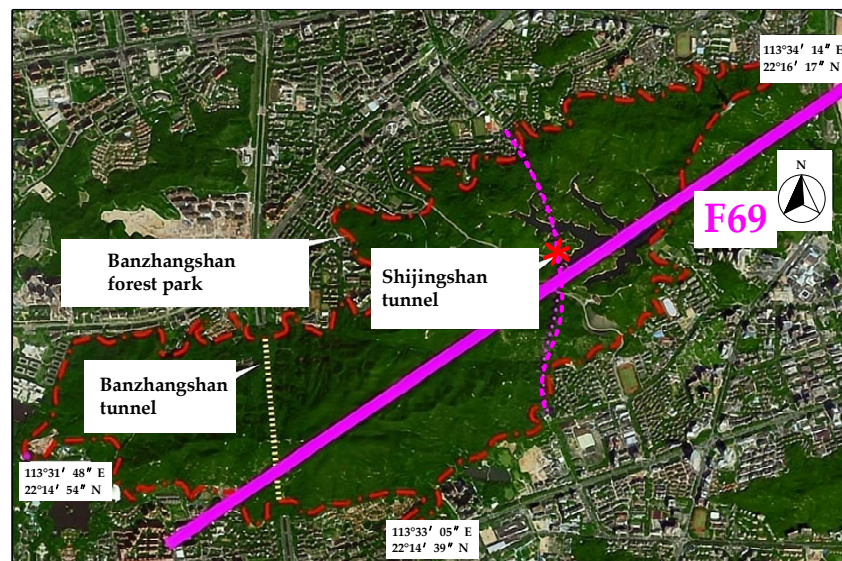 113°34′ 14″ E
22°16′ 17″ N
N
F69
Banzhangshan
forest park
Shijingshan
tunnel
Banzhangshan
tunnel
113°31′ 48″ E
22°14′ 54″ N
113°33′ 05″ E
22°14′ 39″ N